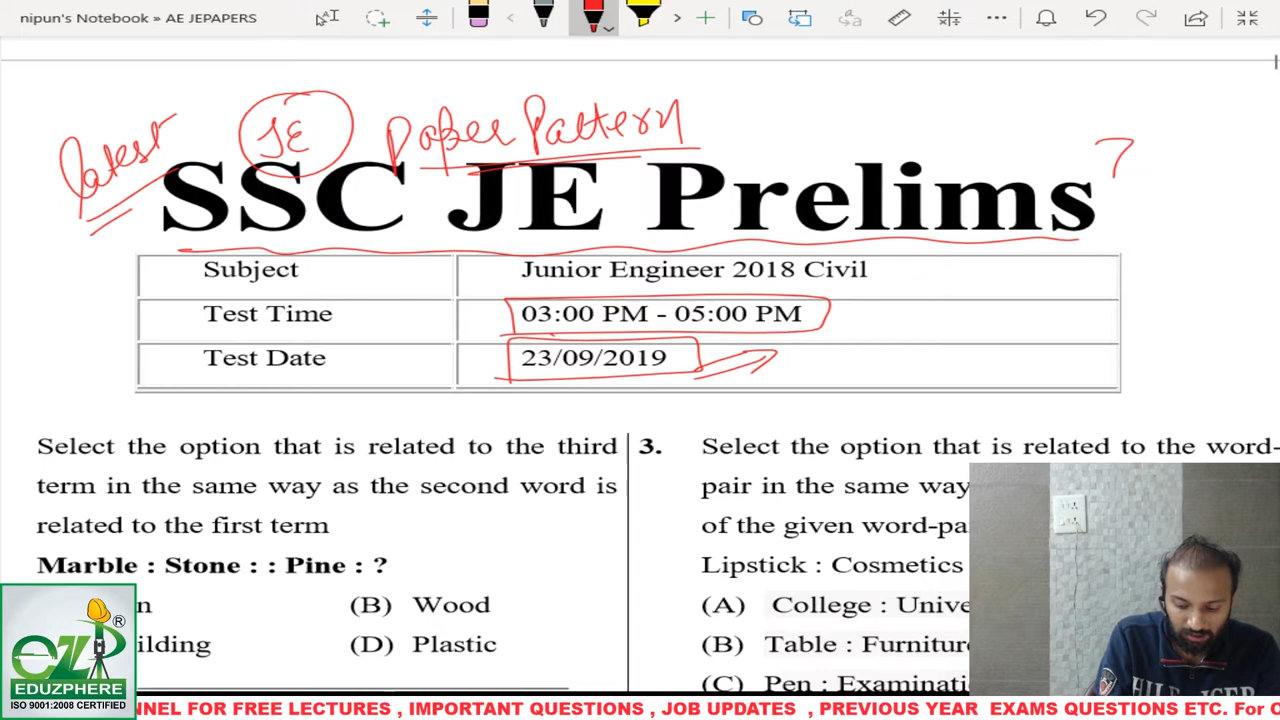 nipun's Notebook » AE JEPAPERS
Latest JE Paper Pattern
SSC JE Prelims
Subject Junior Engineer 2018 Civil
Test Time 03:00 PM - 05:00 PM
Test Date 23/09/2019
Select the option that is related to the third
term in the same way as the second word is
related to the first term
Marble : Stone : : Pine : ?
(B) Wood
(D) Plastic
3. Select the option that is related to the word-
pair in the same way
of the given word-pa
Lipstick : Cosmetics
(A) College : Unive
(B) Table : Furniture
(C) Pen : Examination
EZP ®
EDUZPHERE
ISO 9001:2008 CERTIFIED
NNEL FOR FREE LECTURES , IMPORTANT QUESTIONS , JOB UPDATES , PREVIOUS YEAR EXAMS QUESTIONS ETC. For